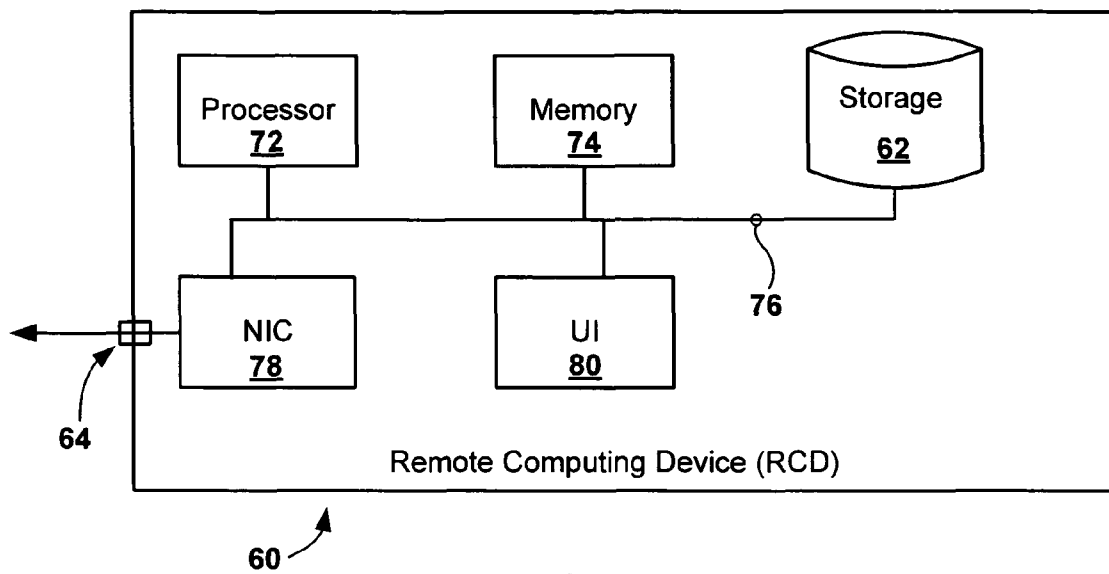 Processor
72
Memory
74
Storage
62
76
NIC
78
UI
80
64
Remote Computing Device (RCD)
60